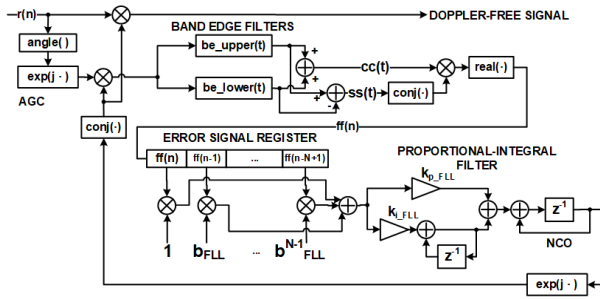 r(n)
DOPPLER-FREE SIGNAL
BAND EDGE FILTERS
angle( )
be_upper(t)
+
+
cc(t)
real(·)
exp(j · )
AGC
be_lower(t)
+
-
ss(t)
conj(·)
conj(·)
ff(n)
ERROR SIGNAL REGISTER
PROPORTIONAL-INTEGRAL
FILTER
ff(n)
ff(n-1)
...
ff(n-N+1)
kp_FLL
ki_FLL
z-1
z-1
NCO
1
bFLL
...
bN-1FLL
exp(j · )